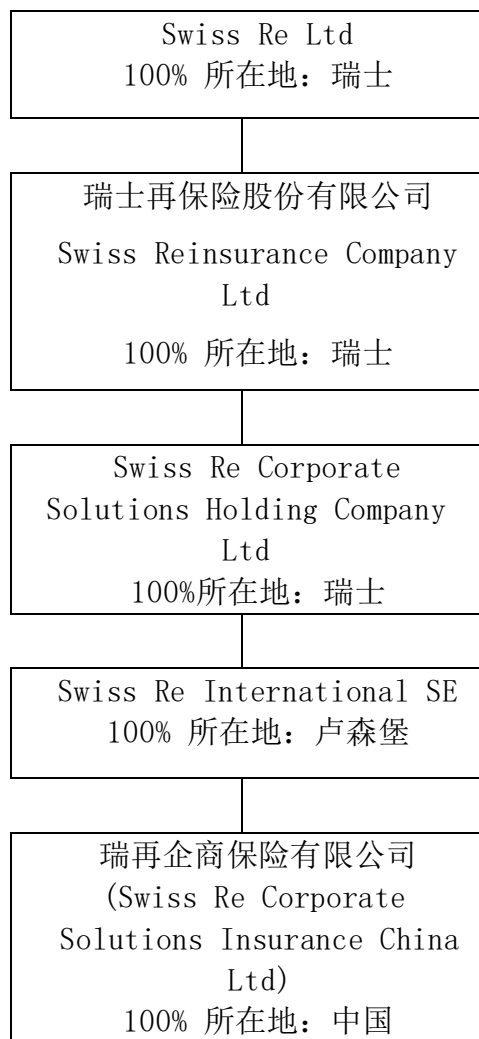 Swiss Re Ltd
100% 所在地：瑞士
瑞士再保险股份有限公司
Swiss Reinsurance Company
Ltd
100% 所在地：瑞士
Swiss Re Corporate
Solutions Holding Company
Ltd
100%所在地：瑞士
Swiss Re International SE
100% 所在地：卢森堡
瑞再企商保险有限公司
(Swiss Re Corporate
Solutions Insurance China
Ltd)
100% 所在地：中国